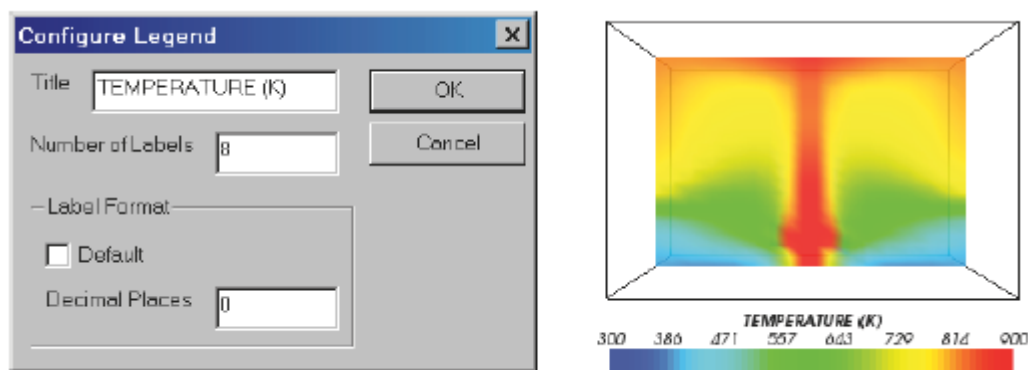 Configure Legend
Title
TEMPERATURE (K)
OK
Number of Labels
8
Cancel
Label Format
Default
Decimal Places
0
TEMPERATURE (K)
300 386 471 557 643 729 814 900